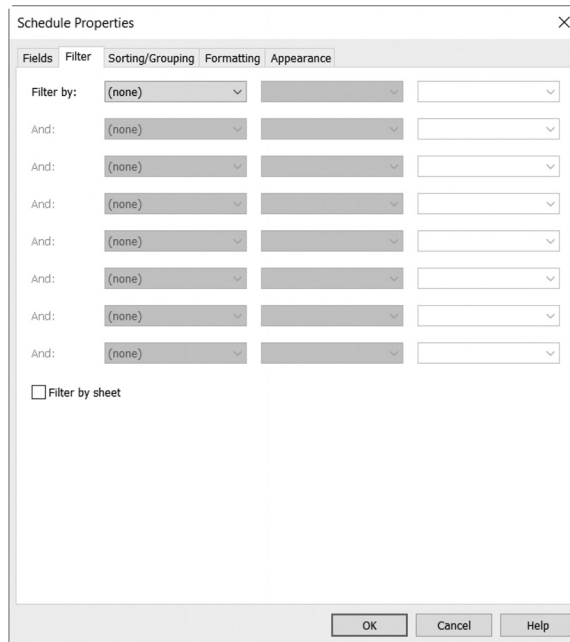 Schedule Properties
Fields Filter Sorting/Grouping Formatting Appearance
Filter by: (none)
And: (none)
And: (none)
And: (none)
And: (none)
And: (none)
And: (none)
And: (none)
Filter by sheet
OK Cancel Help